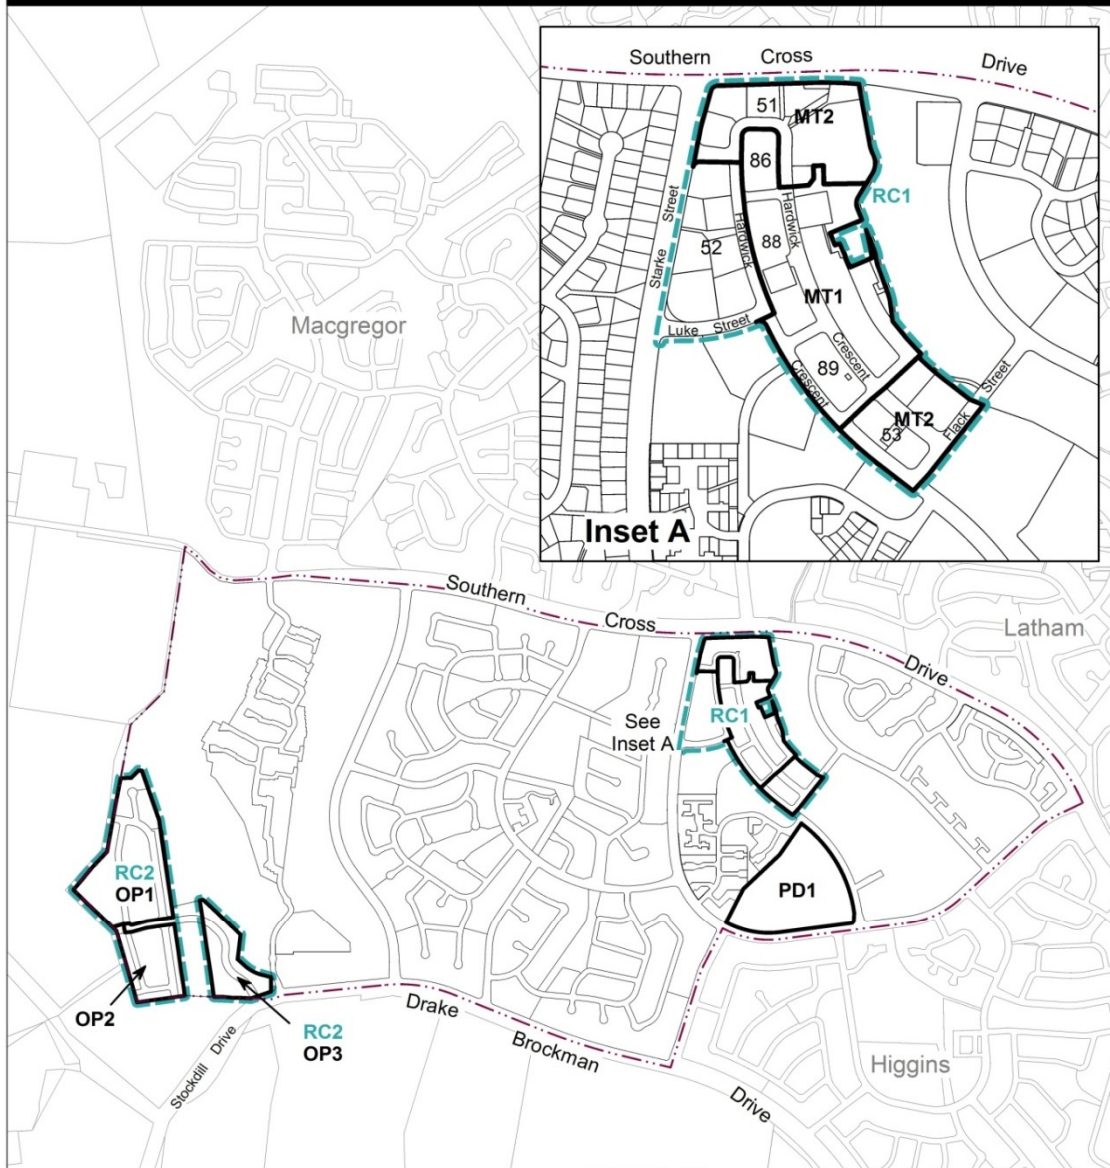 Southern Cross Drive
51
MT2
86
RC1
Starke Street
Hardwick
Hardwick
52
88
MT1
Luke Street
Crescent
89
Crescent
MT2
53
Flack Street
Inset A
Macgregor
Southern Cross Drive
Latham
See
Inset A
RC1
RC2
OP1
PD1
OP2
RC2
OP3
Stockdill Drive
Drake Brockman Drive
Higgins